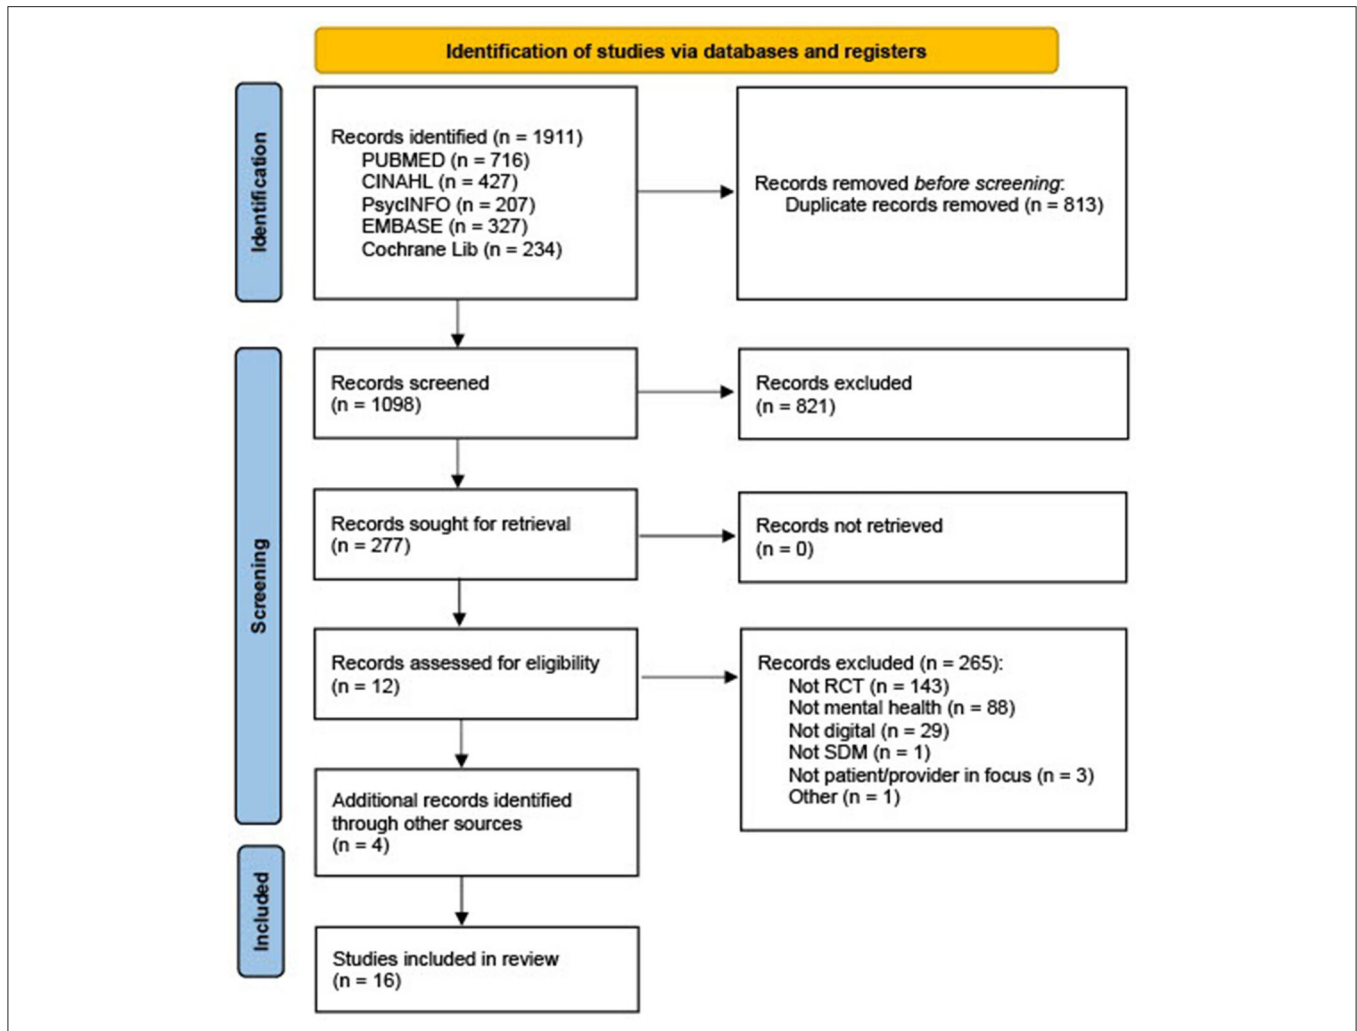 Identification of studies via databases and registers
Identification
Records identified (n = 1911)
PUBMED (n = 716)
CINAHL (n = 427)
PsycINFO (n = 207)
EMBASE (n = 327)
Cochrane Lib (n = 234)
Records removed before screening:
Duplicate records removed (n = 813)
Screening
Records screened
(n = 1098)
Records excluded
(n = 821)
Records sought for retrieval
(n = 277)
Records not retrieved
(n = 0)
Records assessed for eligibility
(n = 12)
Records excluded (n = 265):
Not RCT (n = 143)
Not mental health (n = 88)
Not digital (n = 29)
Not SDM (n = 1)
Not patient/provider in focus (n = 3)
Other (n = 1)
Additional records identified
through other sources
(n = 4)
Included
Studies included in review
(n = 16)